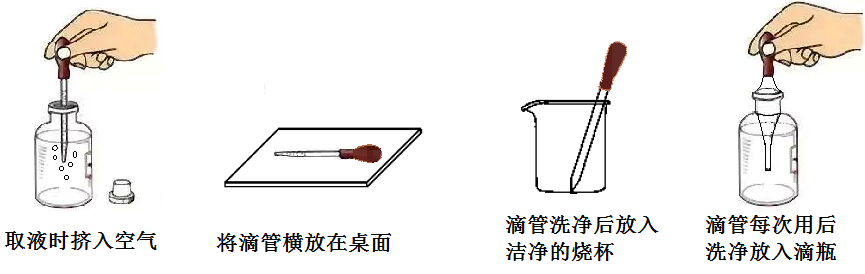 取液时挤入空气
将滴管横放在桌面
滴管洗净后放入
洁净的烧杯
滴管每次用后
洗净放入滴瓶